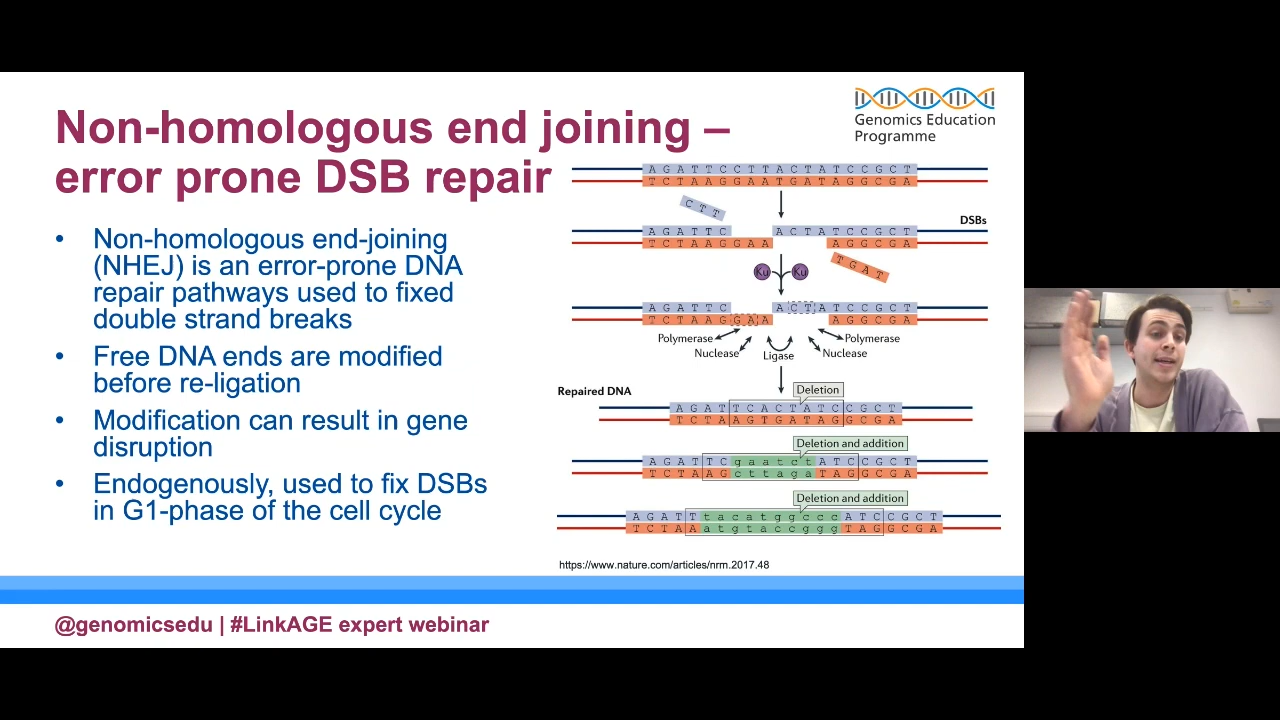 Non-homologous end joining –
error prone DSB repair
Genomics Education
Programme
• Non-homologous end-joining
(NHEJ) is an error-prone DNA
repair pathways used to fixed
double strand breaks
• Free DNA ends are modified
before re-ligation
• Modification can result in gene
disruption
• Endogenously, used to fix DSBs
in G1-phase of the cell cycle
A G A T T C C T T A C T A T C C G C T
T C T A A G G A A T G A T A G G C G A
C T T
DSBs
A G A T T C A C T A T C C G C T
T C T A A G G A A A G G C G A
T G A T
Ku Ku
A G A T T C A C T A T C C G C T
T C T A A G G A A A G G C G A
Polymerase Polymerase
Nuclease Ligase Nuclease
Repaired DNA
Deletion
A G A T T C A C T A T C C G C T
T C T A A G T G A T A G G C G A
Deletion and addition
A G A T T C g a a t c t A T C C G C T
T C T A A G c t t a g a T A G G C G A
Deletion and addition
A G A T T t a c a t g g c c c A T C C G C T
T C T A A a t g t a c c g g g T A G G C G A
https://www.nature.com/articles/nrm.2017.48
@genomicsedu | #LinkAGE expert webinar